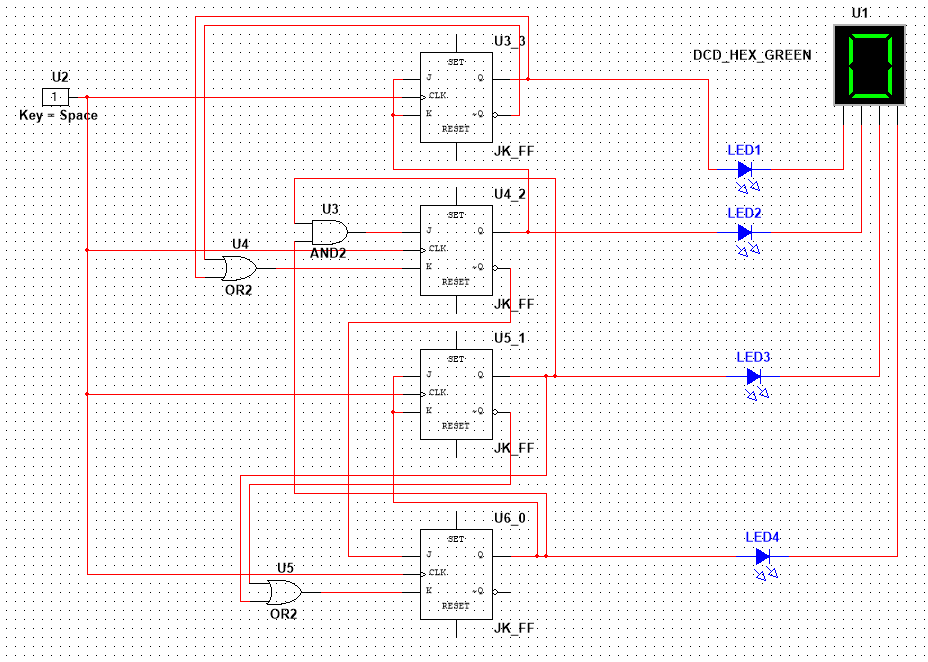 U1
U3_3
SET
DCD_HEX_GREEN
0
U2
J
Q
1
CLK
Key = Space
K
~Q
RESET
JK_FF
LED1
U4_2
U3
SET
LED2
J
Q
U4
AND2
CLK
K
~Q
OR2
RESET
JK_FF
U5_1
SET
LED3
J
Q
CLK
K
~Q
RESET
JK_FF
U6_0
SET
LED4
J
Q
U5
CLK
K
~Q
OR2
RESET
JK_FF